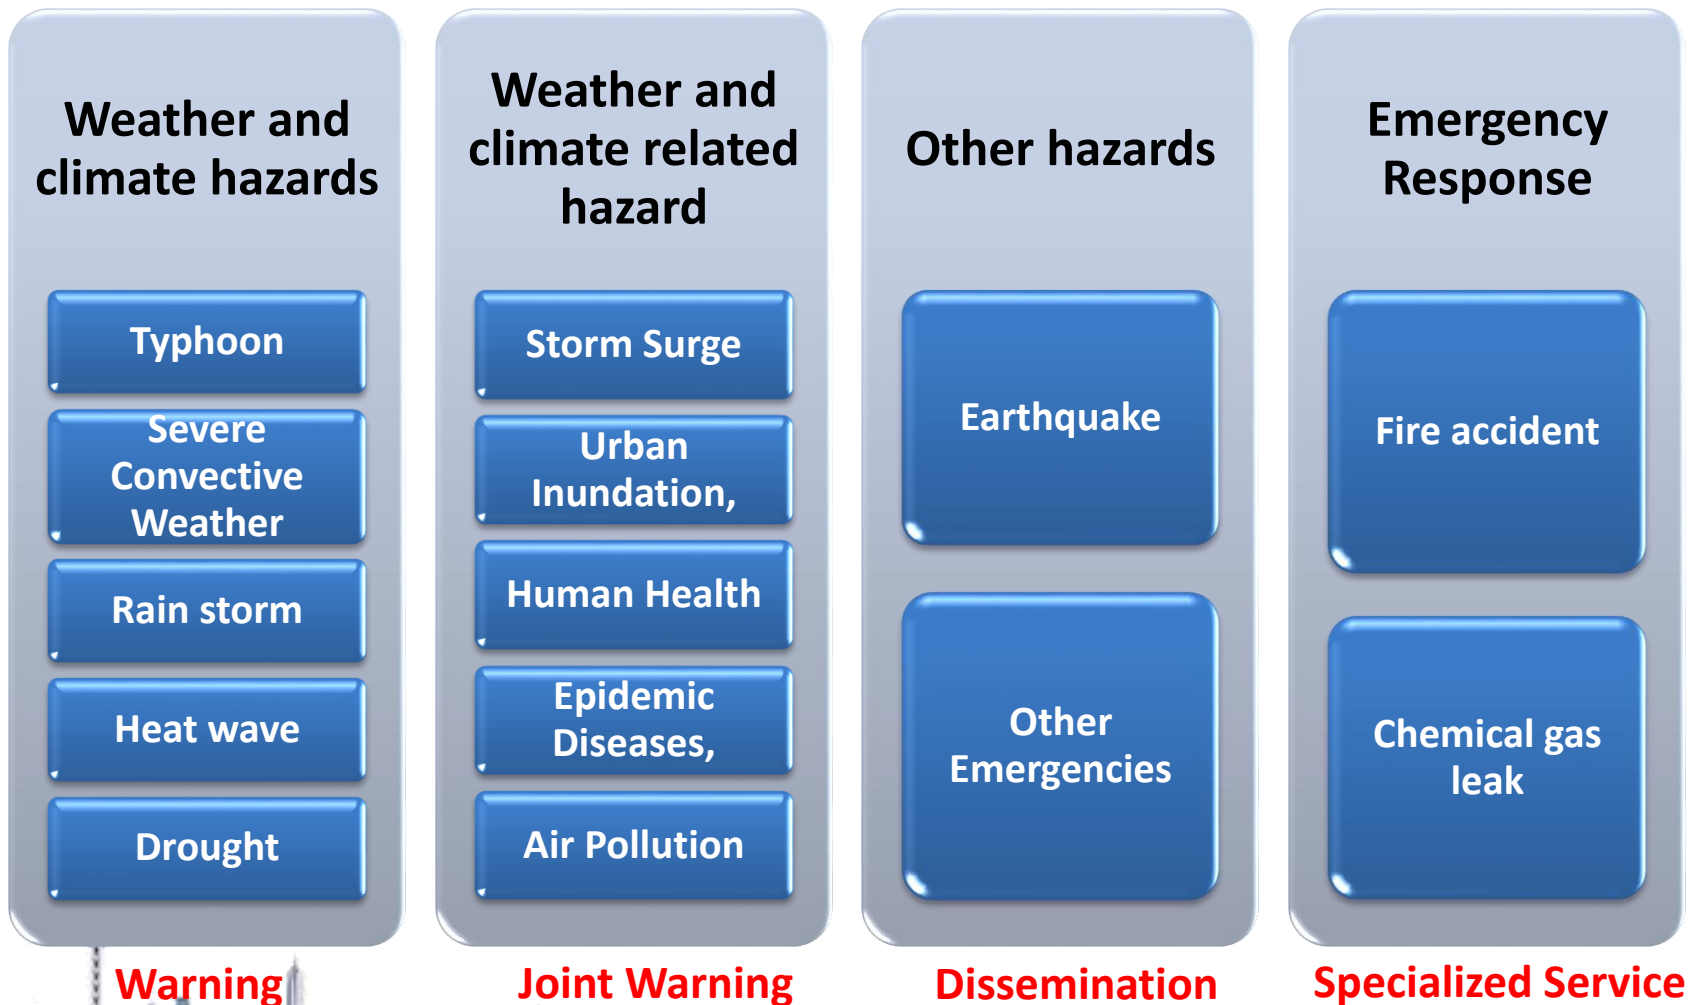 Weather and
climate hazards
Typhoon
Severe
Convective
Weather
Rain storm
Heat wave
Drought
Warning
Weather and
climate related
hazard
Storm Surge
Urban
Inundation,
Human Health
Epidemic
Diseases,
Air Pollution
Joint Warning
Other hazards
Earthquake
Other
Emergencies
Dissemination
Emergency
Response
Fire accident
Chemical gas
leak
Specialized Service